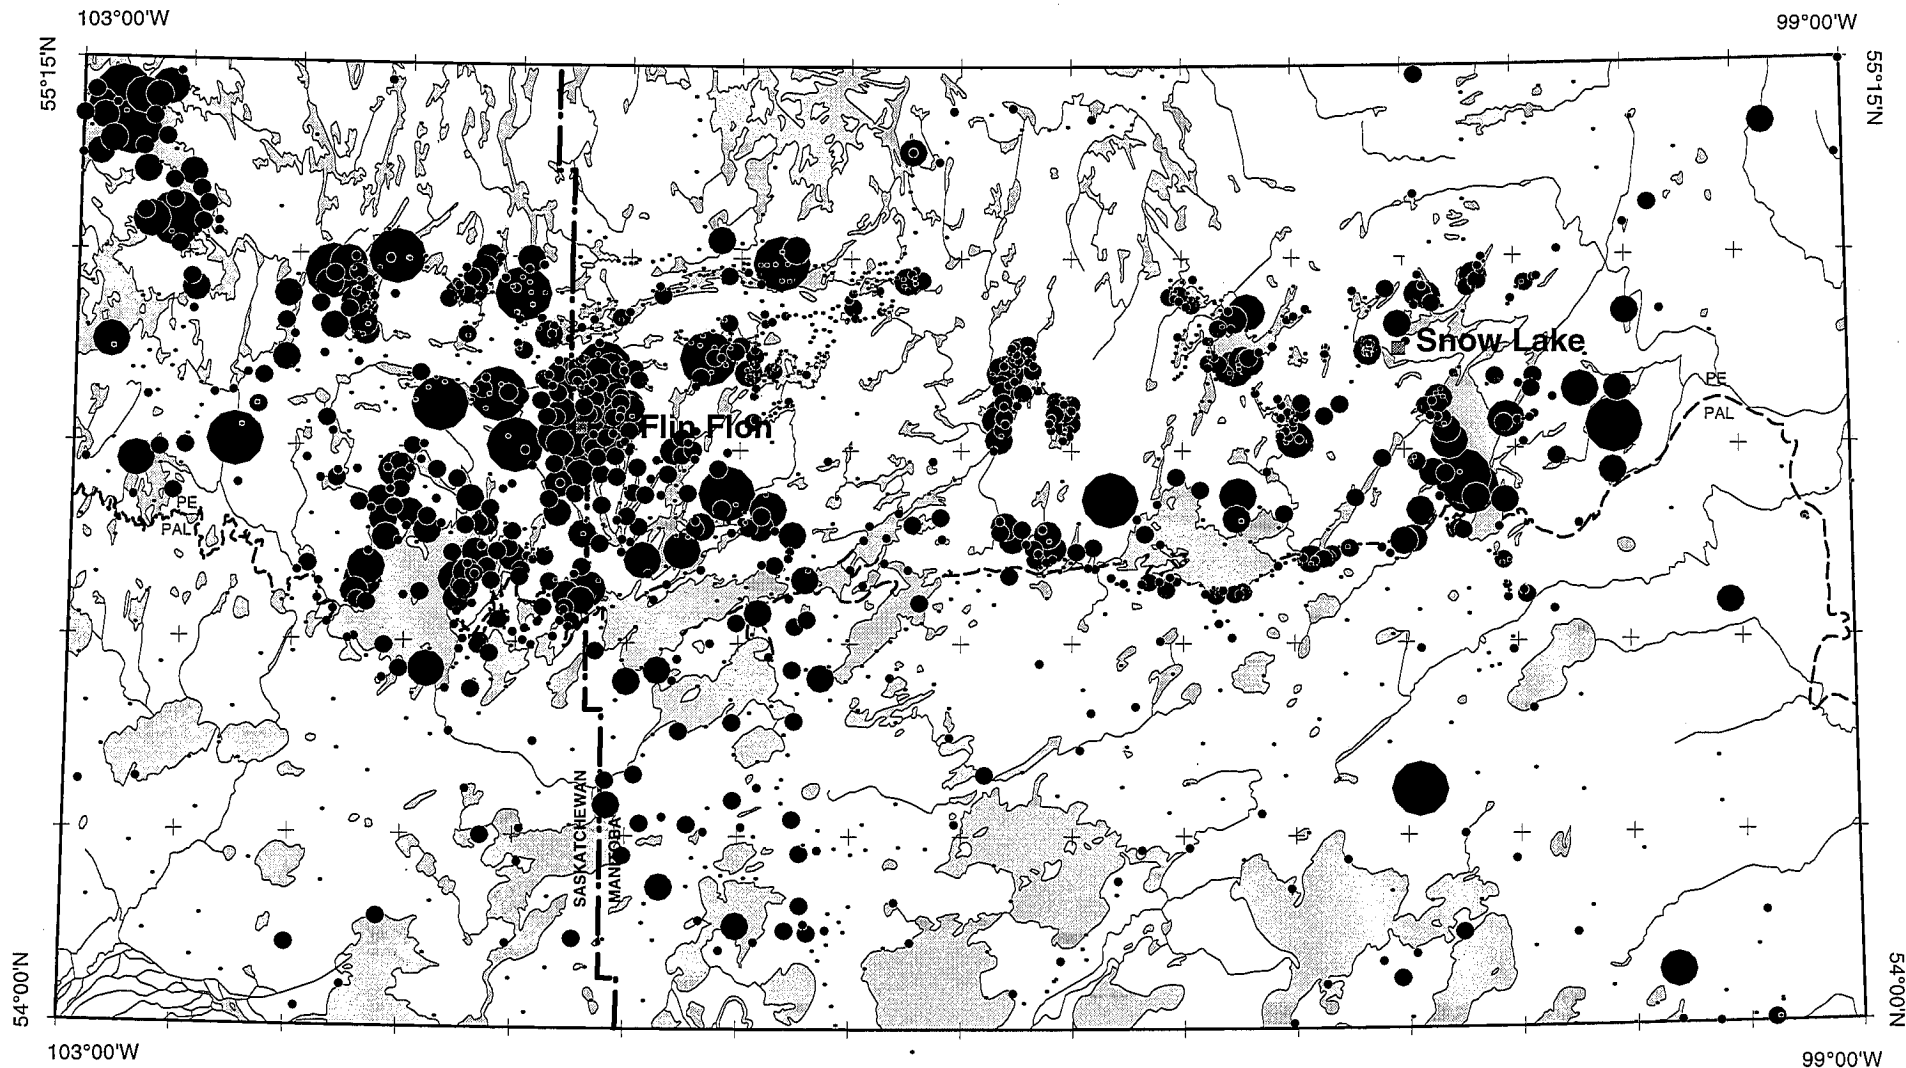 103°00'W
99°00'W
55°15'N
55°15'N
Snow Lake
PE
PAL
Flin Flon
PE
PAL
SASKATCHEWAN
MANITOBA
54°00'N
54°00'N
103°00'W
99°00'W